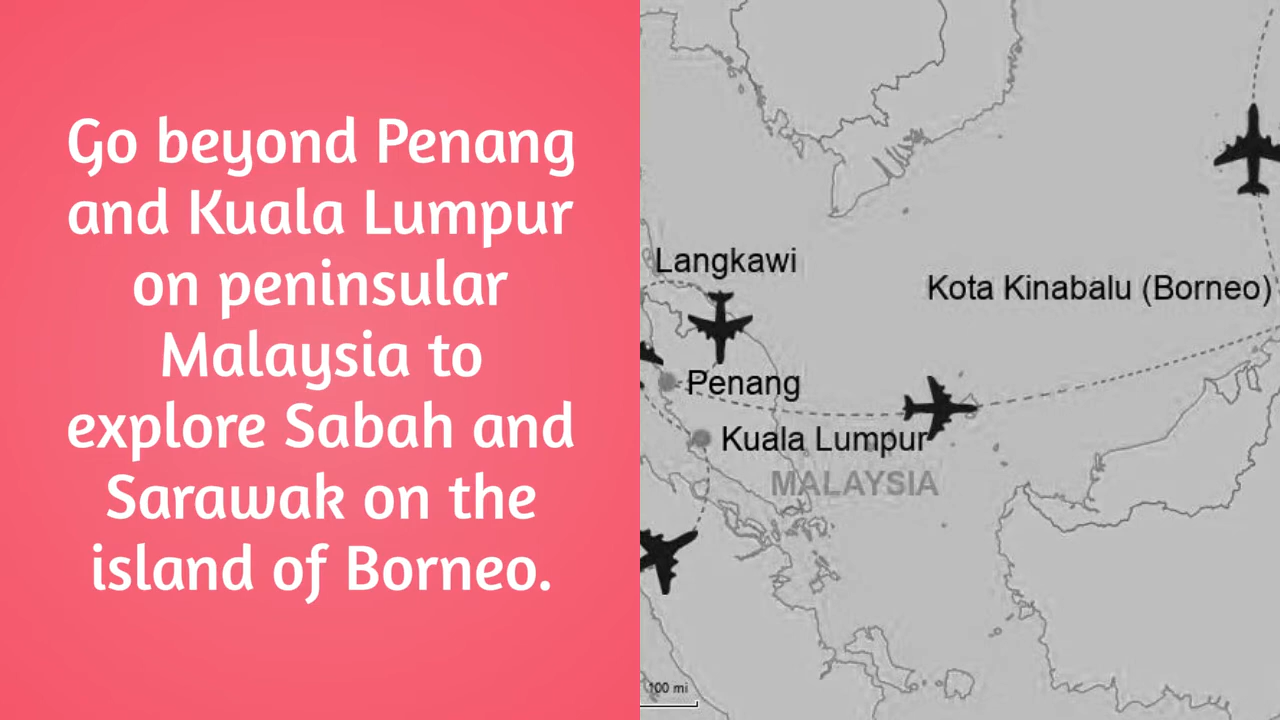 Go beyond Penang
and Kuala Lumpur
on peninsular
Malaysia to
explore Sabah and
Sarawak on the
island of Borneo.
Langkawi
Kota Kinabalu (Borneo)
Penang
Kuala Lumpur
MALAYSIA
100 mi